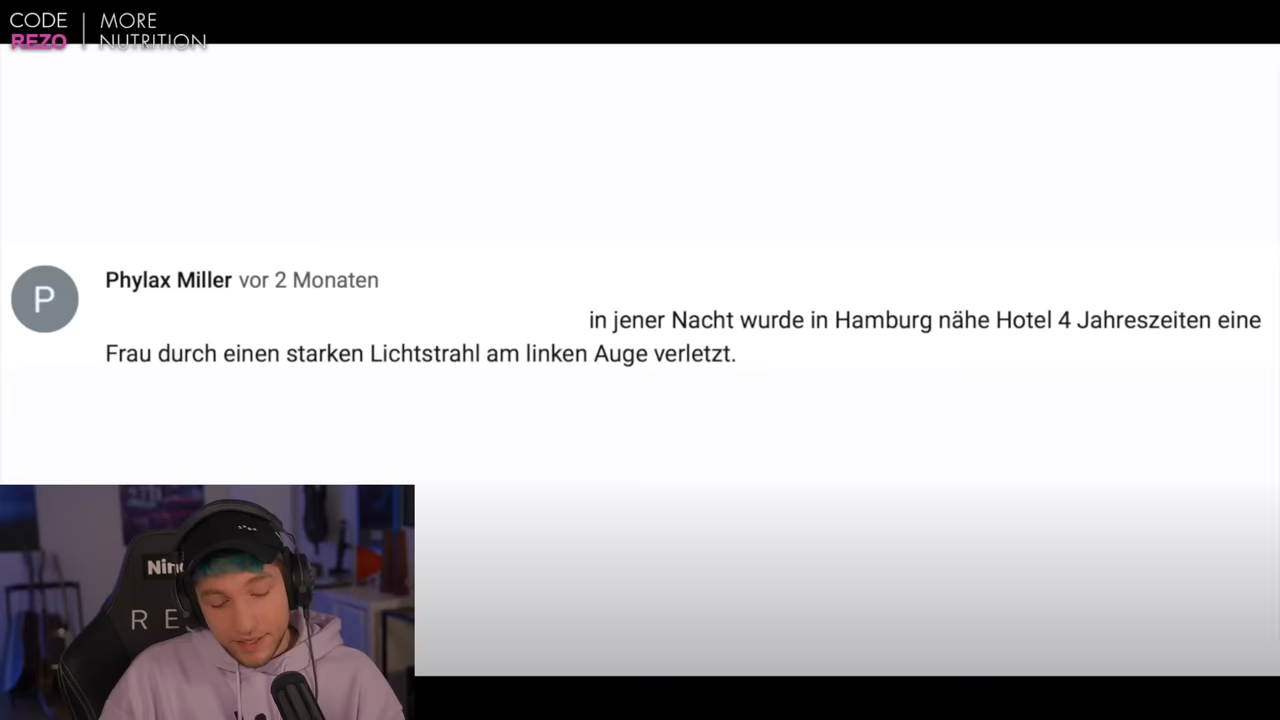 CODE
REZO
MORE
NUTRITION
P
Phylax Miller vor 2 Monaten
in jener Nacht wurde in Hamburg nähe Hotel 4 Jahreszeiten eine
Frau durch einen starken Lichtstrahl am linken Auge verletzt.
RE